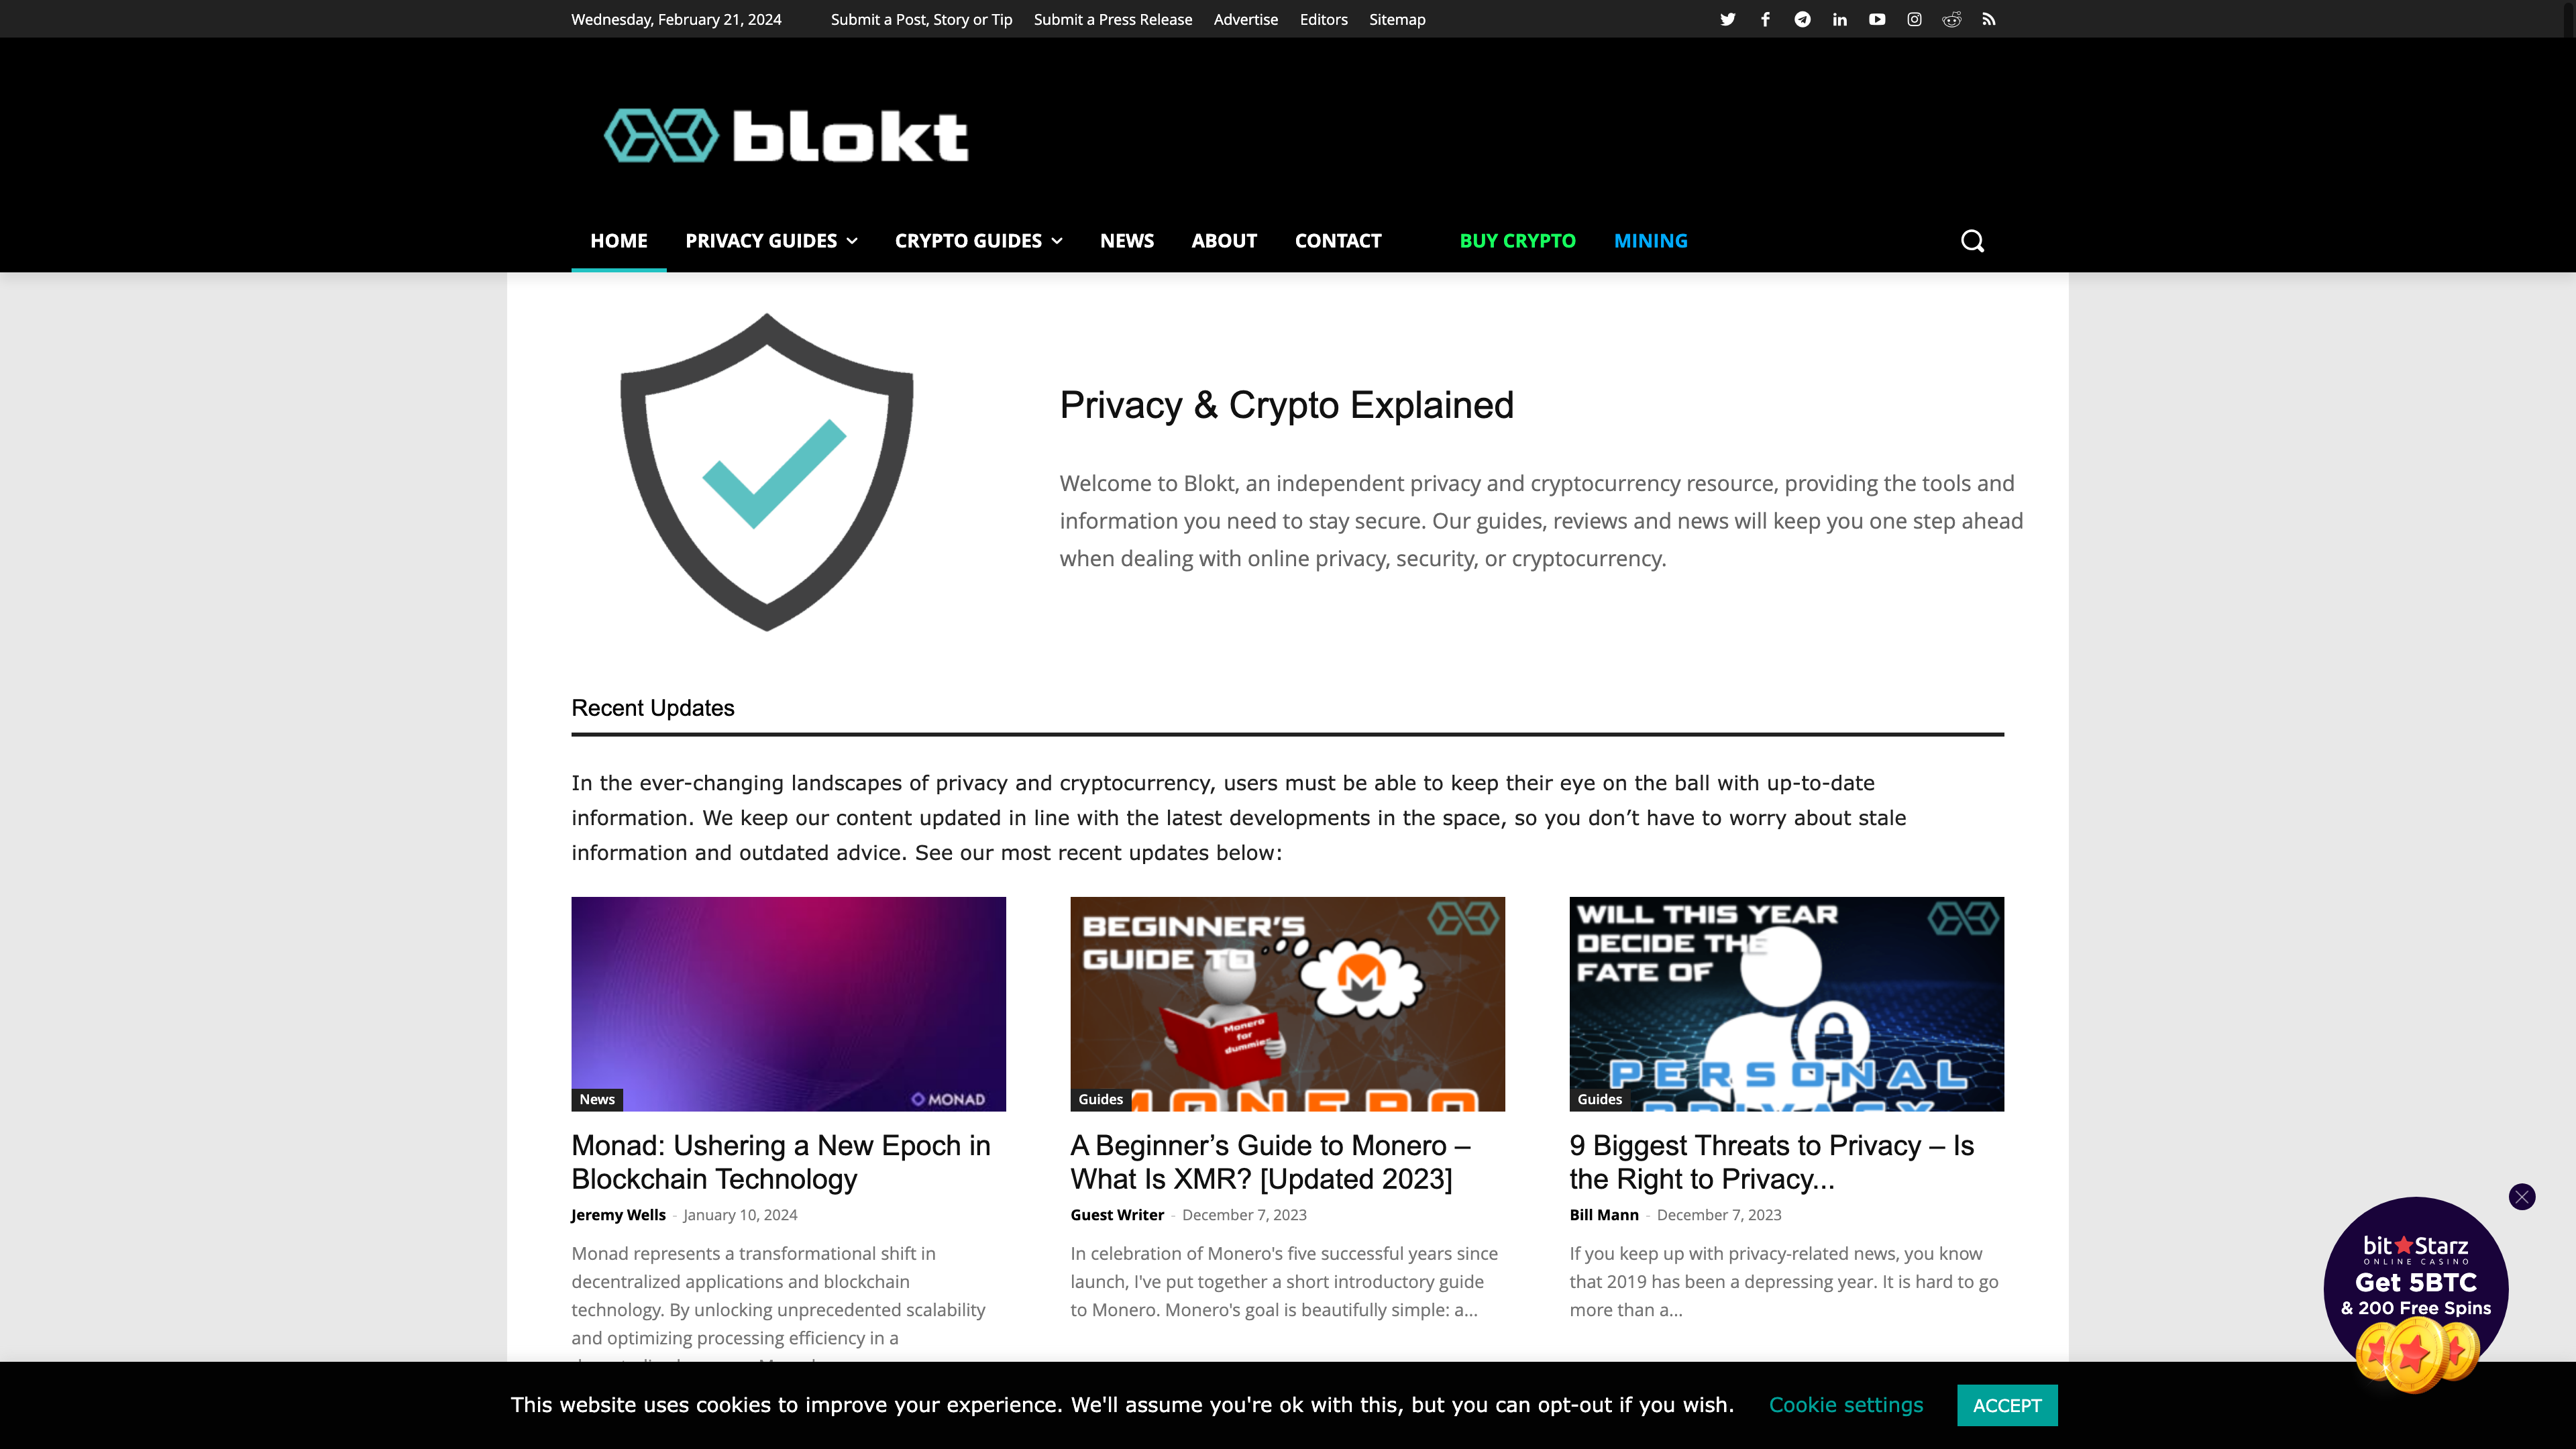 Wednesday, February 21, 2024 Submit a Post, Story or Tip Submit a Press Release Advertise Editors Sitemap
blokt
HOME PRIVACY GUIDES CRYPTO GUIDES NEWS ABOUT CONTACT BUY CRYPTO MINING
Privacy & Crypto Explained
Welcome to Blokt, an independent privacy and cryptocurrency resource, providing the tools and
information you need to stay secure. Our guides, reviews and news will keep you one step ahead
when dealing with online privacy, security, or cryptocurrency.
Recent Updates
In the ever-changing landscapes of privacy and cryptocurrency, users must be able to keep their eye on the ball with up-to-date
information. We keep our content updated in line with the latest developments in the space, so you don’t have to worry about stale
information and outdated advice. See our most recent updates below:
MONAD
News
Monad: Ushering a New Epoch in
Blockchain Technology
Jeremy Wells - January 10, 2024
Monad represents a transformational shift in
decentralized applications and blockchain
technology. By unlocking unprecedented scalability
and optimizing processing efficiency in a
BEGINNER'S
GUIDE TO
Monero
for
dummies
MONERO
Guides
A Beginner’s Guide to Monero –
What Is XMR? [Updated 2023]
Guest Writer - December 7, 2023
In celebration of Monero's five successful years since
launch, I've put together a short introductory guide
to Monero. Monero's goal is beautifully simple: a...
WILL THIS YEAR
DECIDE THE
FATE OF
PERSONAL
PRIVACY
Guides
9 Biggest Threats to Privacy – Is
the Right to Privacy...
Bill Mann - December 7, 2023
If you keep up with privacy-related news, you know
that 2019 has been a depressing year. It is hard to go
more than a...
bitStarz
ONLINE CASINO
Get 5BTC
& 200 Free Spins
This website uses cookies to improve your experience. We'll assume you're ok with this, but you can opt-out if you wish. Cookie settings ACCEPT